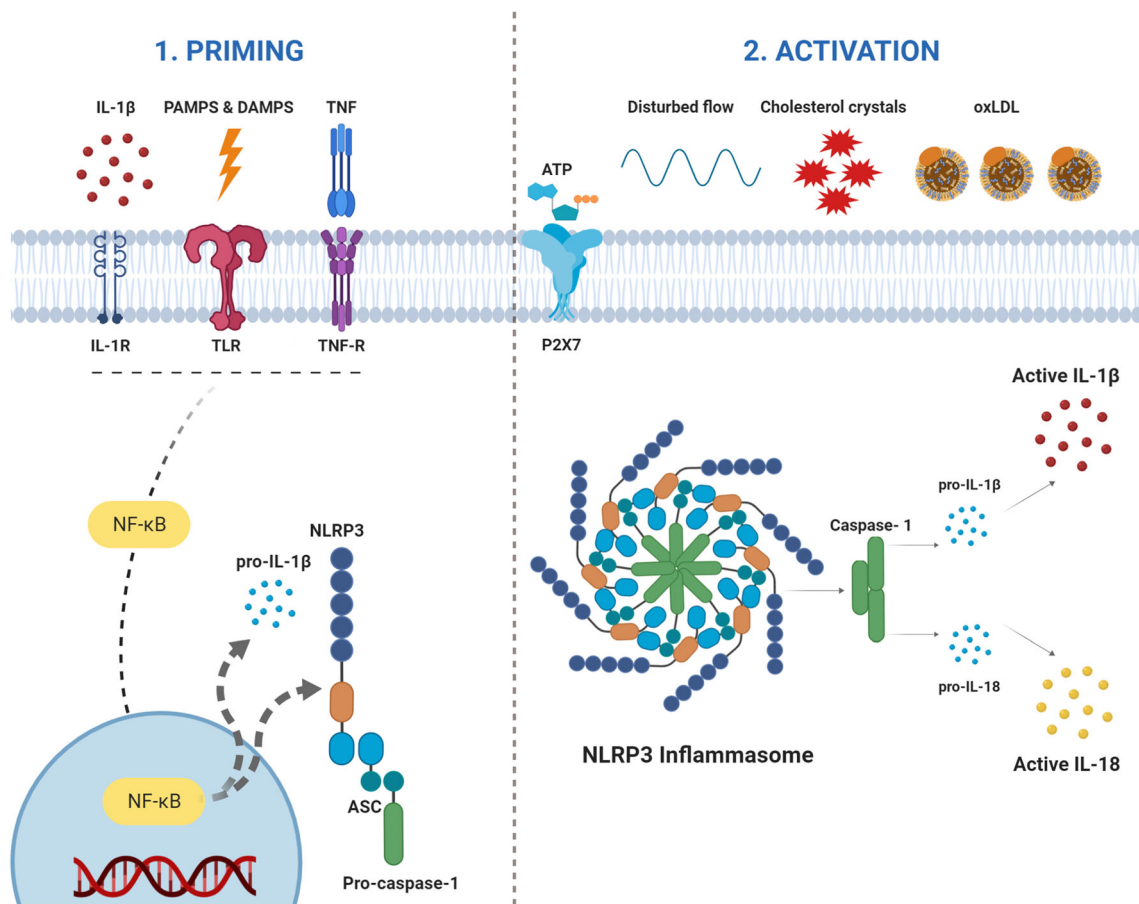 1. PRIMING
IL-1β
PAMPS & DAMPS
TNF
IL-1R
TLR
TNF-R
NF-κB
NLRP3
pro-IL-1β
NF-κB
ASC
Pro-caspase-1
2. ACTIVATION
Disturbed flow
Cholesterol crystals
oxLDL
ATP
P2X7
Active IL-1β
pro-IL-1β
Caspase- 1
pro-IL-18
NLRP3 Inflammasome
Active IL-18